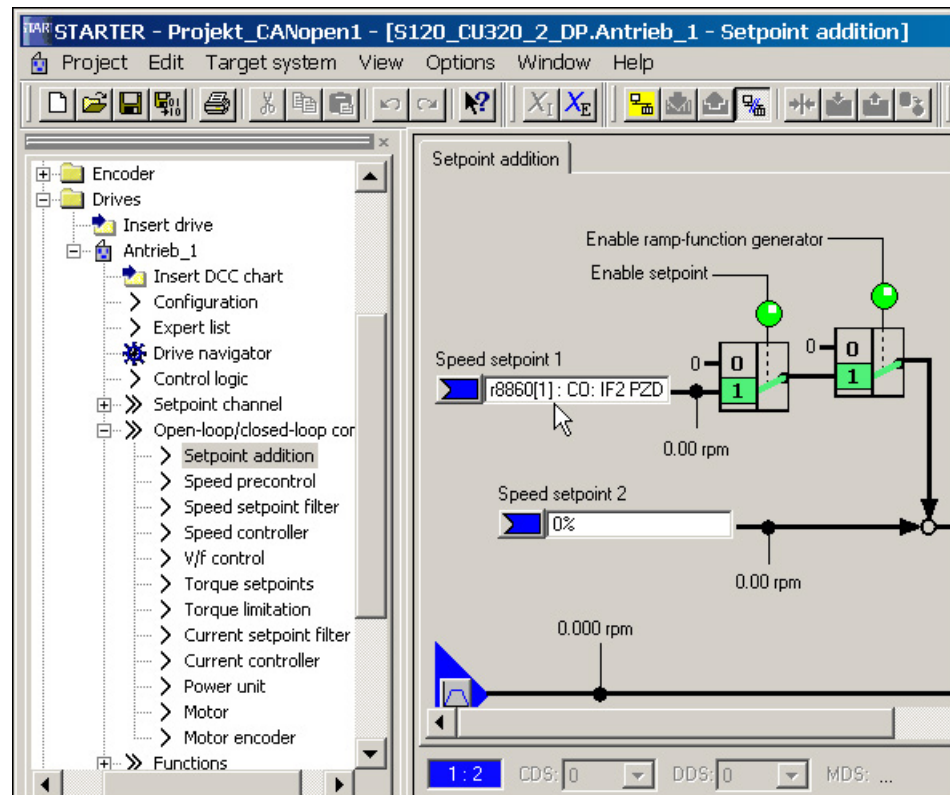 STARTER - Projekt_CANopen1 - [S120_CU320_2_DP.Antrieb_1 - Setpoint addition]
Project Edit Target system View Options Window Help
Setpoint addition
Encoder
Drives
Insert drive
Antrieb_1
Insert DCC chart
Configuration
Expert list
Drive navigator
Control logic
Setpoint channel
Open-loop/closed-loop cor
Setpoint addition
Speed precontrol
Speed setpoint filter
Speed controller
V/f control
Torque setpoints
Torque limitation
Current setpoint filter
Current controller
Power unit
Motor
Motor encoder
Functions
Enable ramp-function generator
Enable setpoint
Speed setpoint 1
r8860[1] : CO: IF2 PZD
0 0
1
0 0
1
0.00 rpm
Speed setpoint 2
0%
0.00 rpm
0.000 rpm
1 : 2 CDS: 0 DDS: 0 MDS: ...